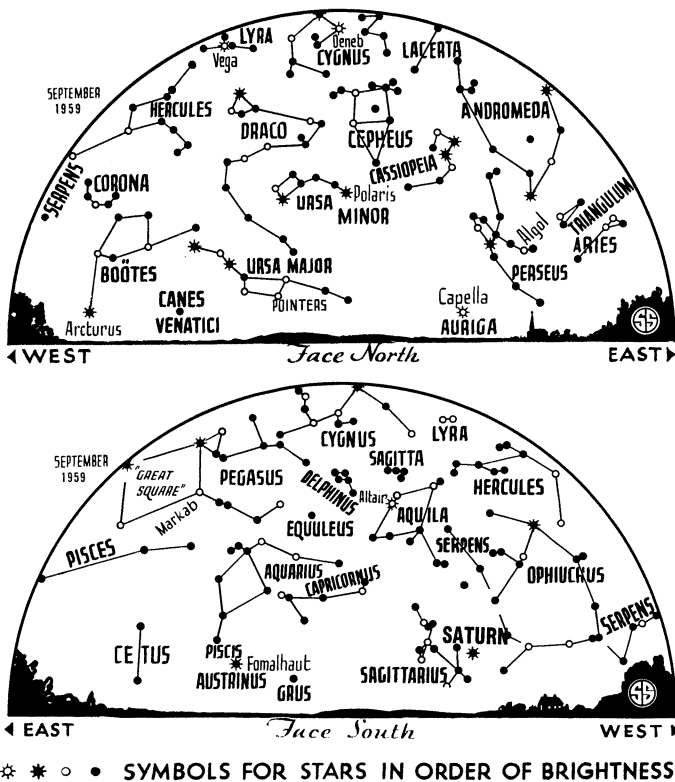 LYRA
Vega
Deneb
CYGNUS
LACERTA
SEPTEMBER
1959
HERCULES
DRACO
CEPHEUS
ANDROMEDA
SERPENS
CORONA
CASSIOPEIA
URSA
MINOR
Polaris
TRIANGULUM
Algol
ARIES
BOÖTES
URSA MAJOR
POINTERS
PERSEUS
CANES
VENATICI
Arcturus
Capella
AURIGA
SS
WEST
Face North
EAST
CYGNUS
LYRA
SEPTEMBER
1959
"GREAT
SQUARE"
PEGASUS
SAGITTA
DELPHINUS
HERCULES
Markab
Altair
AQUILA
EQUULEUS
SERPENS
PISCES
AQUARIUS
CAPRICORNUS
OPHIUCHUS
SERPENS
CETUS
PISCIS
AUSTRINUS
Fomalhaut
GRUS
SATURN
SAGITTARIUS
SS
EAST
Face South
WEST
SYMBOLS FOR STARS IN ORDER OF BRIGHTNESS